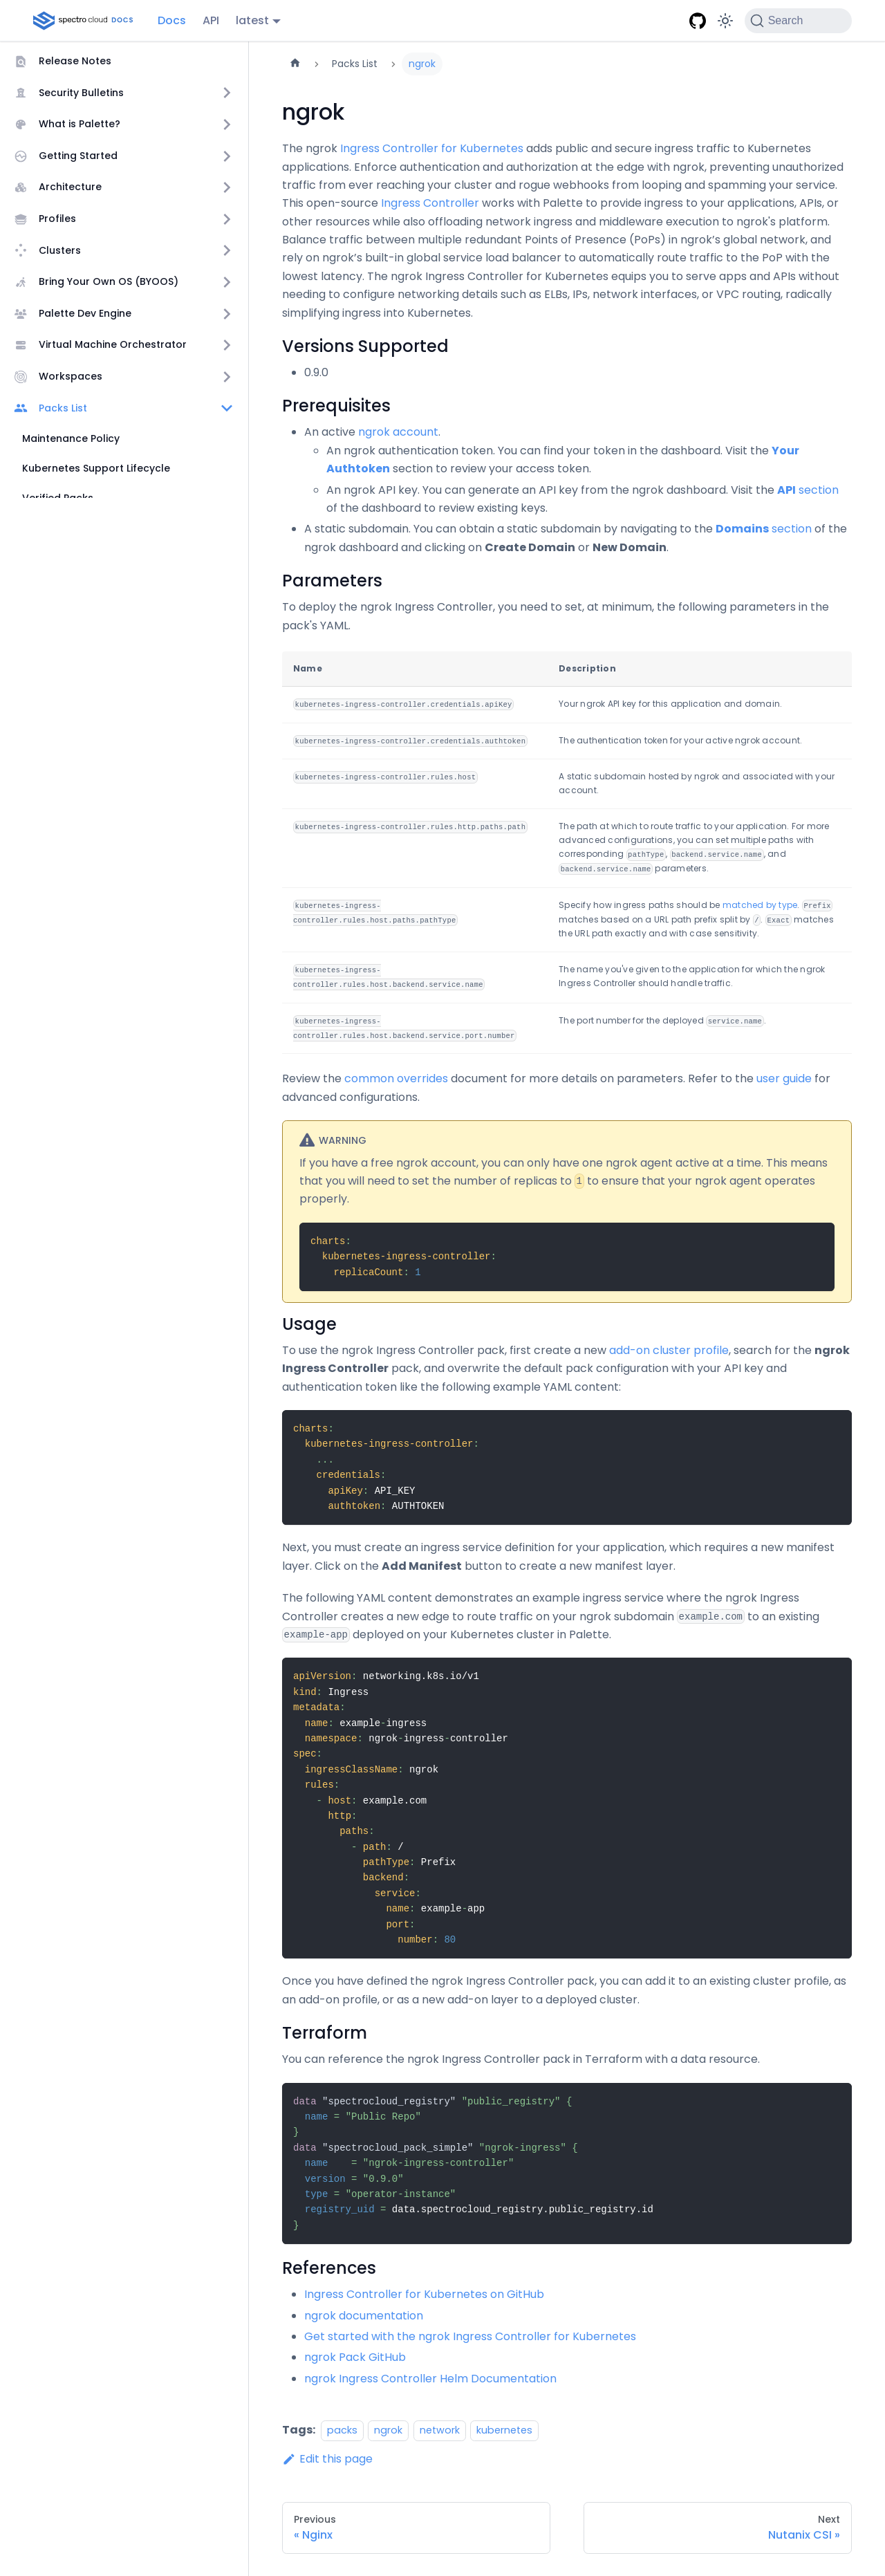 spectro cloud DOCS
Docs
API
latest
Search
Release Notes
Security Bulletins
What is Palette?
Getting Started
Architecture
Profiles
Clusters
Bring Your Own OS (BYOOS)
Palette Dev Engine
Virtual Machine Orchestrator
Workspaces
Packs List
Maintenance Policy
Kubernetes Support Lifecycle
Verified Packs
Packs List
ngrok
ngrok
The ngrok Ingress Controller for Kubernetes adds public and secure ingress traffic to Kubernetes
applications. Enforce authentication and authorization at the edge with ngrok, preventing unauthorized
traffic from ever reaching your cluster and rogue webhooks from looping and spamming your service.
This open-source Ingress Controller works with Palette to provide ingress to your applications, APIs, or
other resources while also offloading network ingress and middleware execution to ngrok's platform.
Balance traffic between multiple redundant Points of Presence (PoPs) in ngrok’s global network, and
rely on ngrok’s built-in global service load balancer to automatically route traffic to the PoP with the
lowest latency. The ngrok Ingress Controller for Kubernetes equips you to serve apps and APIs without
needing to configure networking details such as ELBs, IPs, network interfaces, or VPC routing, radically
simplifying ingress into Kubernetes.
Versions Supported
0.9.0
Prerequisites
An active ngrok account.
An ngrok authentication token. You can find your token in the dashboard. Visit the Your
Authtoken section to review your access token.
An ngrok API key. You can generate an API key from the ngrok dashboard. Visit the API section
of the dashboard to review existing keys.
A static subdomain. You can obtain a static subdomain by navigating to the Domains section of the
ngrok dashboard and clicking on Create Domain or New Domain.
Parameters
To deploy the ngrok Ingress Controller, you need to set, at minimum, the following parameters in the
pack's YAML.
Name
Description
kubernetes-ingress-controller.credentials.apiKey
Your ngrok API key for this application and domain.
kubernetes-ingress-controller.credentials.authtoken
The authentication token for your active ngrok account.
kubernetes-ingress-controller.rules.host
A static subdomain hosted by ngrok and associated with your
account.
kubernetes-ingress-controller.rules.http.paths.path
The path at which to route traffic to your application. For more
advanced configurations, you can set multiple paths with
corresponding pathType, backend.service.name, and
backend.service.name parameters.
kubernetes-ingress-
controller.rules.host.paths.pathType
Specify how ingress paths should be matched by type. Prefix
matches based on a URL path prefix split by /. Exact matches
the URL path exactly and with case sensitivity.
kubernetes-ingress-
controller.rules.host.backend.service.name
The name you've given to the application for which the ngrok
Ingress Controller should handle traffic.
kubernetes-ingress-
controller.rules.host.backend.service.port.number
The port number for the deployed service.name.
Review the common overrides document for more details on parameters. Refer to the user guide for
advanced configurations.
WARNING
If you have a free ngrok account, you can only have one ngrok agent active at a time. This means
that you will need to set the number of replicas to 1 to ensure that your ngrok agent operates
properly.
charts:
kubernetes-ingress-controller:
replicaCount: 1
Usage
To use the ngrok Ingress Controller pack, first create a new add-on cluster profile, search for the ngrok
Ingress Controller pack, and overwrite the default pack configuration with your API key and
authentication token like the following example YAML content:
charts:
kubernetes-ingress-controller:
...
credentials:
apiKey: API_KEY
authtoken: AUTHTOKEN
Next, you must create an ingress service definition for your application, which requires a new manifest
layer. Click on the Add Manifest button to create a new manifest layer.
The following YAML content demonstrates an example ingress service where the ngrok Ingress
Controller creates a new edge to route traffic on your ngrok subdomain example.com to an existing
example-app deployed on your Kubernetes cluster in Palette.
apiVersion: networking.k8s.io/v1
kind: Ingress
metadata:
name: example-ingress
namespace: ngrok-ingress-controller
spec:
ingressClassName: ngrok
rules:
- host: example.com
http:
paths:
- path: /
pathType: Prefix
backend:
service:
name: example-app
port:
number: 80
Once you have defined the ngrok Ingress Controller pack, you can add it to an existing cluster profile, as
an add-on profile, or as a new add-on layer to a deployed cluster.
Terraform
You can reference the ngrok Ingress Controller pack in Terraform with a data resource.
data "spectrocloud_registry" "public_registry" {
name = "Public Repo"
}
data "spectrocloud_pack_simple" "ngrok-ingress" {
name    = "ngrok-ingress-controller"
version = "0.9.0"
type = "operator-instance"
registry_uid = data.spectrocloud_registry.public_registry.id
}
References
Ingress Controller for Kubernetes on GitHub
ngrok documentation
Get started with the ngrok Ingress Controller for Kubernetes
ngrok Pack GitHub
ngrok Ingress Controller Helm Documentation
Tags: packs ngrok network kubernetes
Edit this page
Previous
« Nginx
Next
Nutanix CSI »